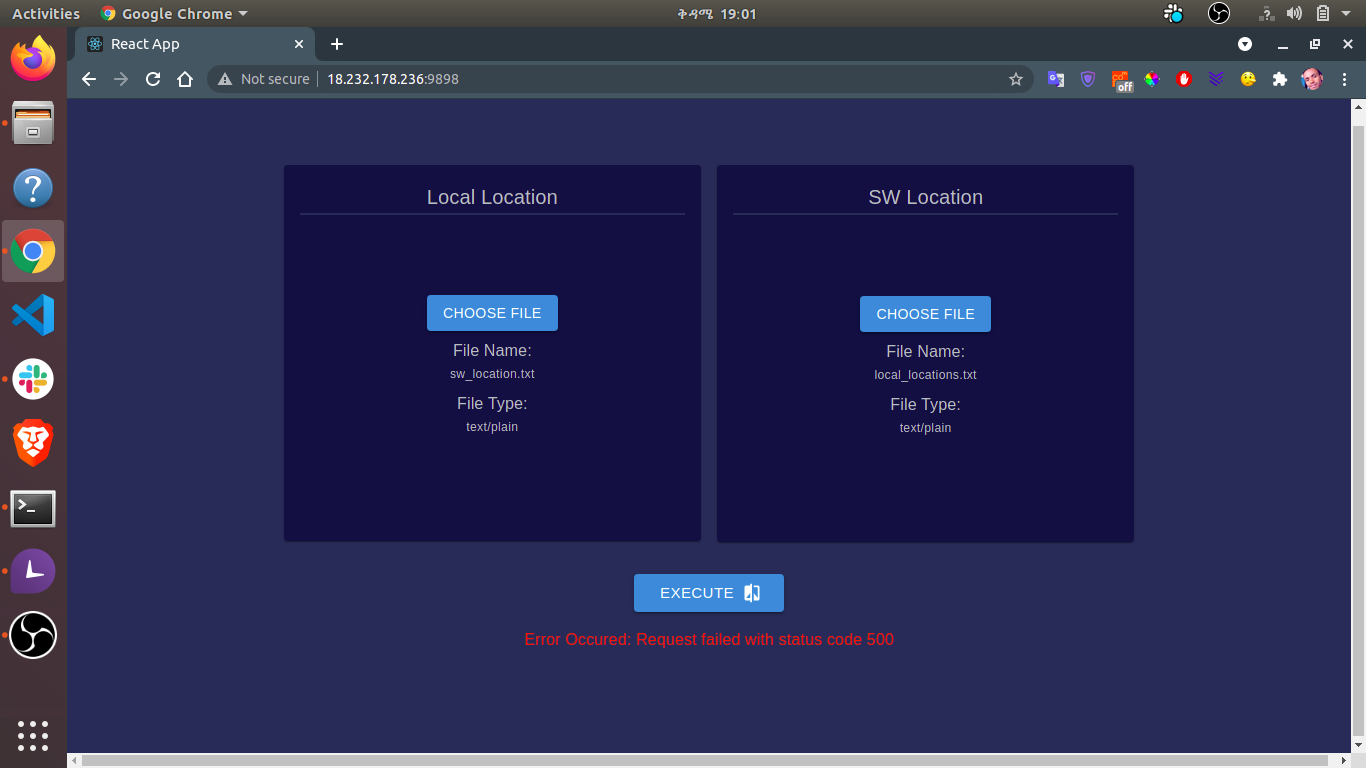 Activities
Google Chrome
ቅዳሜ 19:01
React App
Not secure
18.232.178.236:9898
off
Local Location
CHOOSE FILE
File Name:
sw_location.txt
File Type:
text/plain
SW Location
CHOOSE FILE
File Name:
local_locations.txt
File Type:
text/plain
EXECUTE
Error Occured: Request failed with status code 500